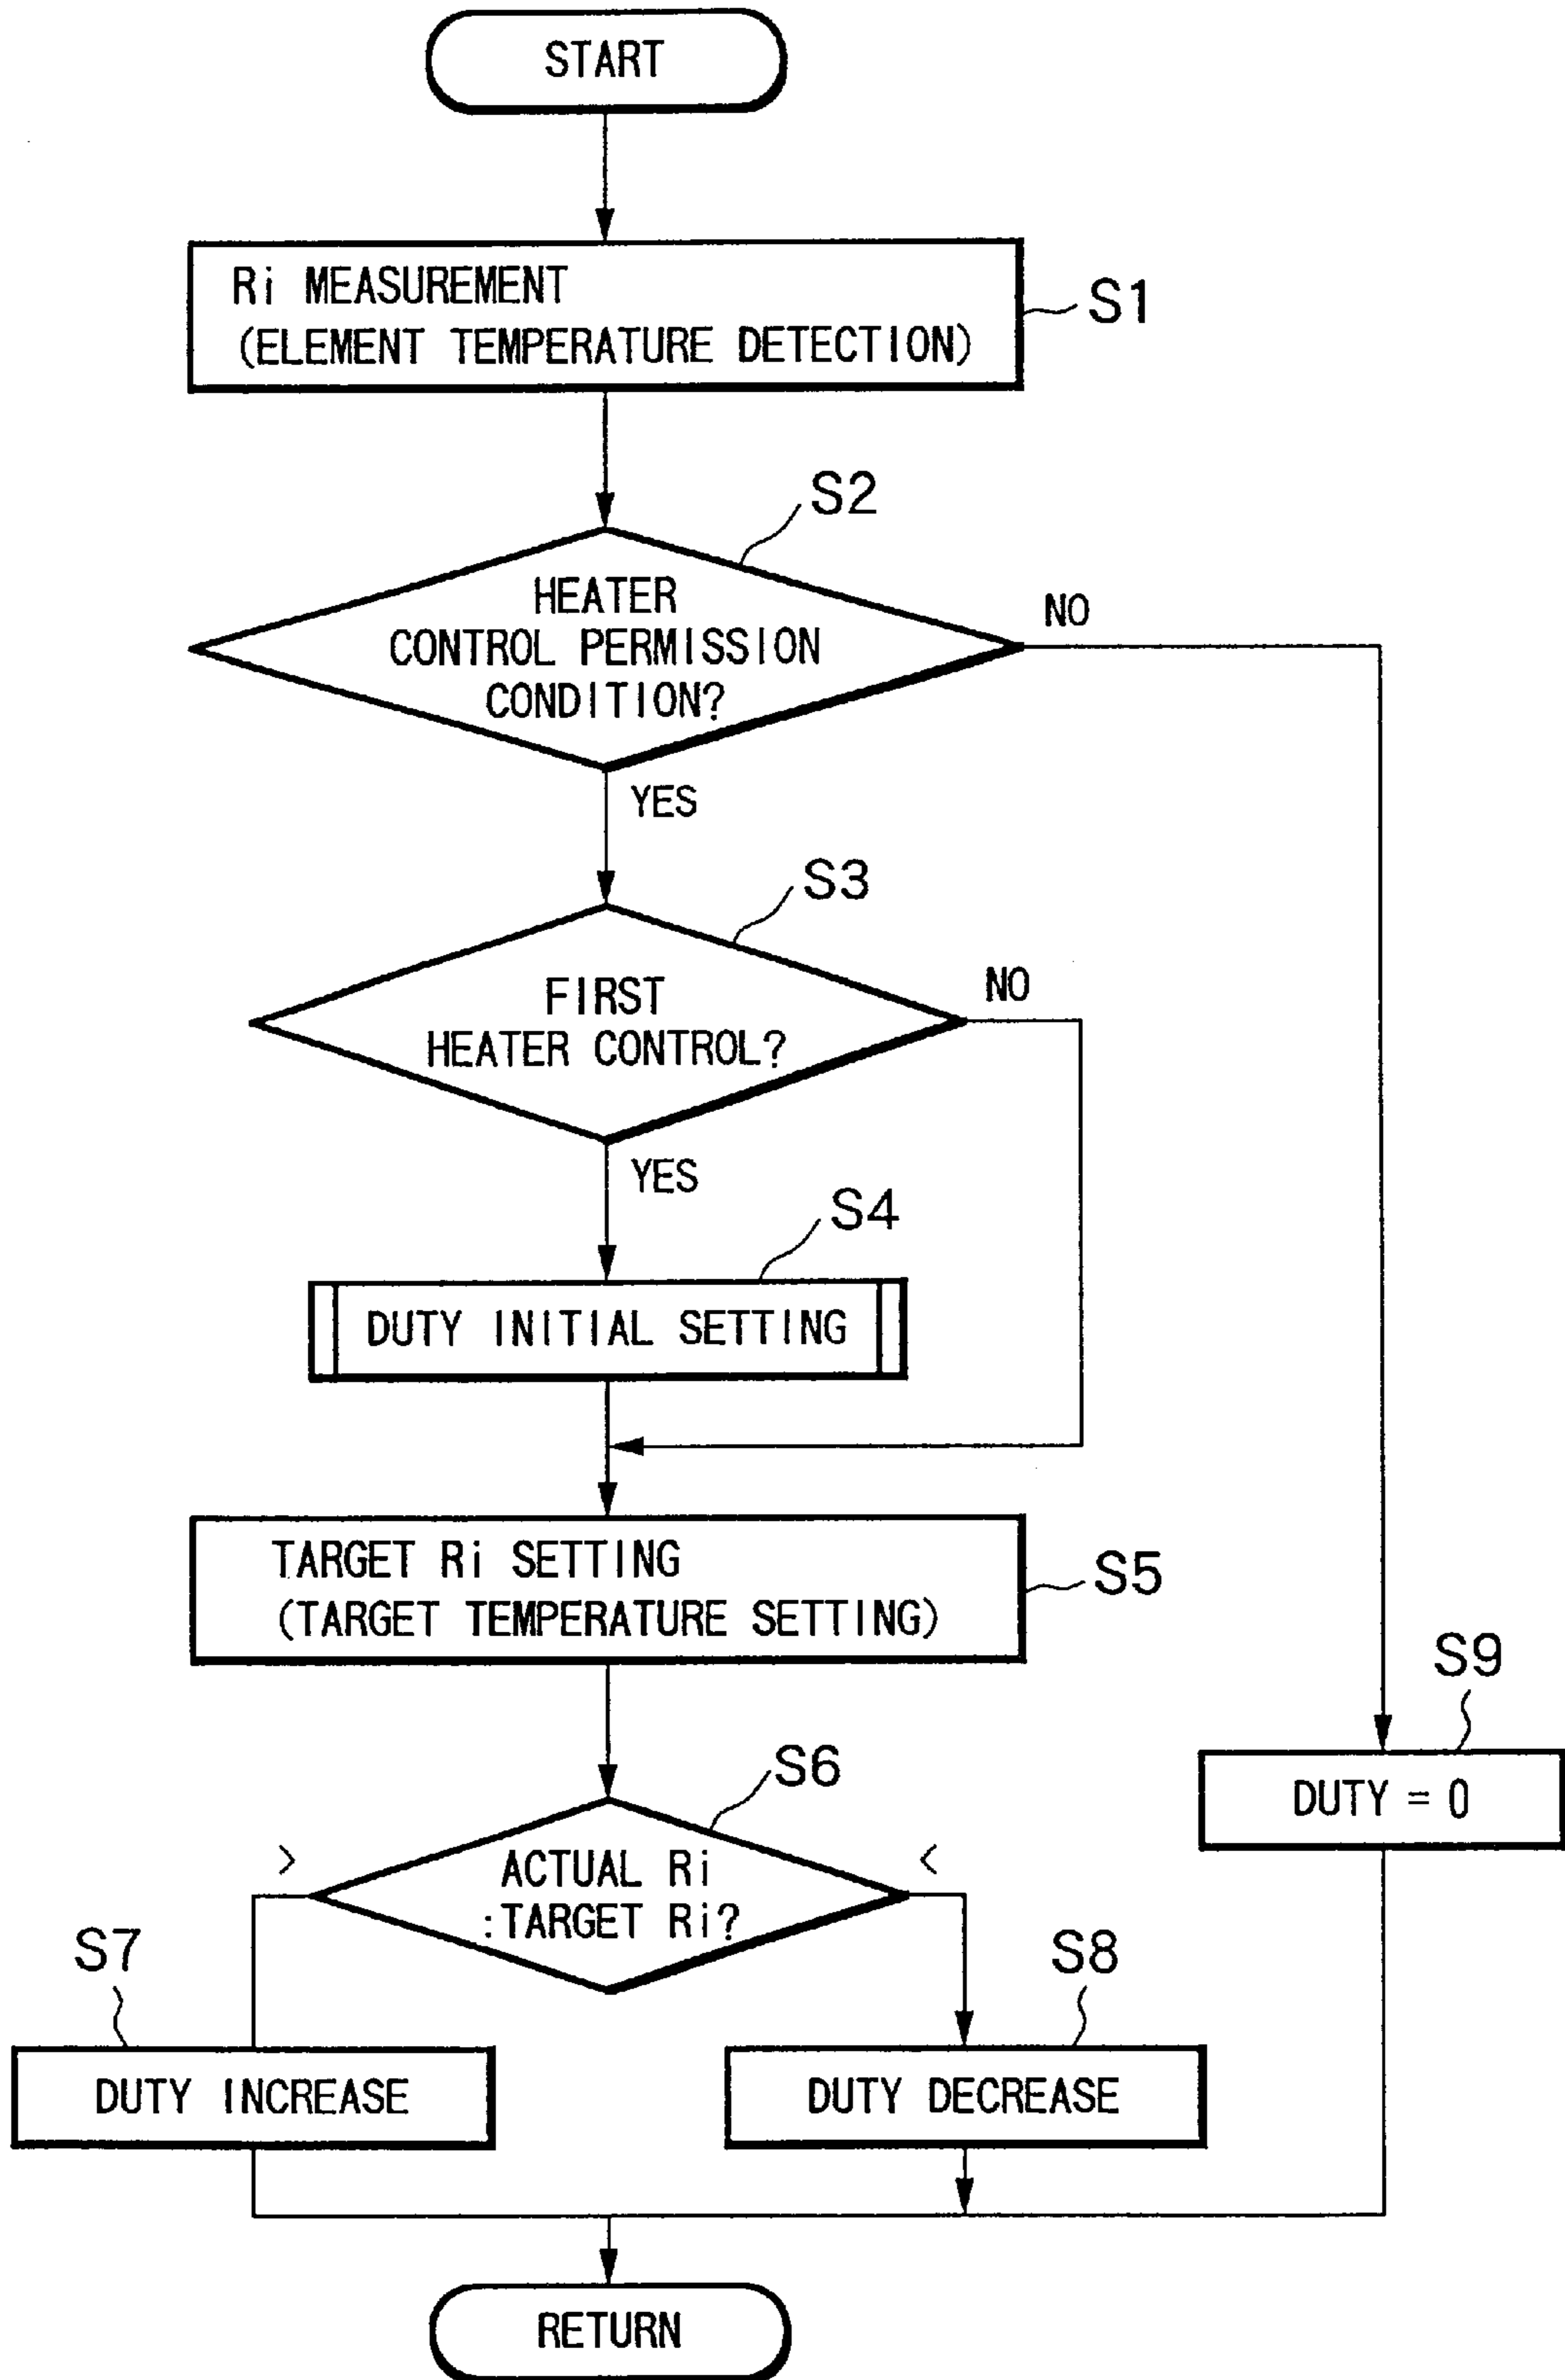 START
Ri MEASUREMENT
(ELEMENT TEMPERATURE DETECTION)
S1
S2
HEATER
CONTROL PERMISSION
CONDITION?
NO
YES
S3
FIRST
HEATER CONTROL?
NO
YES
S4
DUTY INITIAL SETTING
TARGET Ri SETTING
(TARGET TEMPERATURE SETTING)
S5
S9
DUTY = 0
S6
ACTUAL Ri
:TARGET Ri?
>
<
S7
DUTY INCREASE
S8
DUTY DECREASE
RETURN